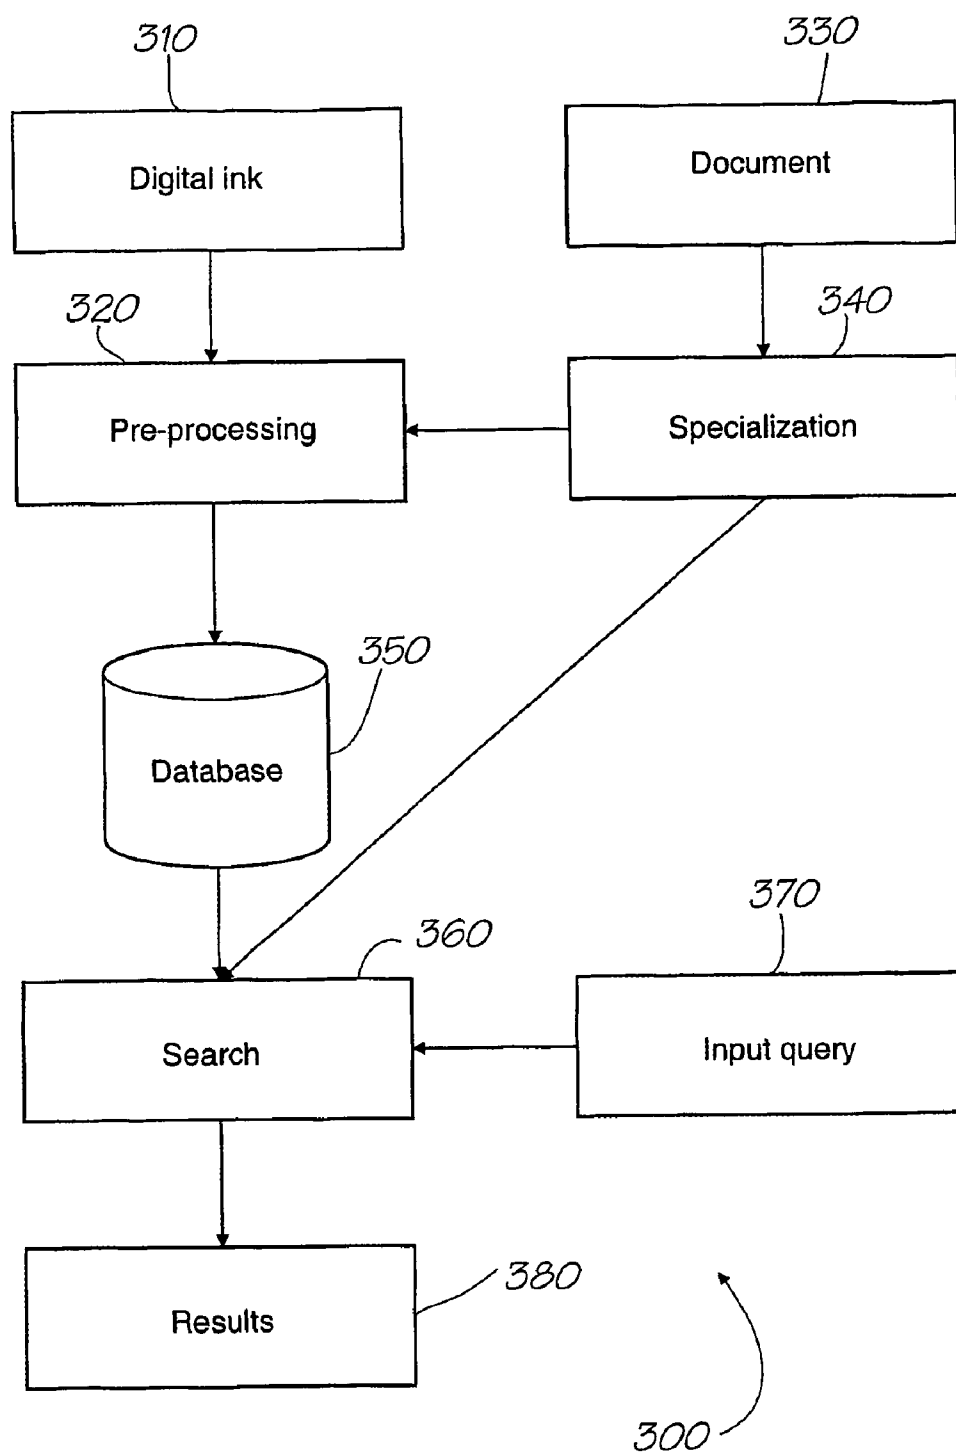 310
330
Digital ink
Document
320
340
Pre-processing
Specialization
350
Database
360
370
Search
Input query
380
Results
300